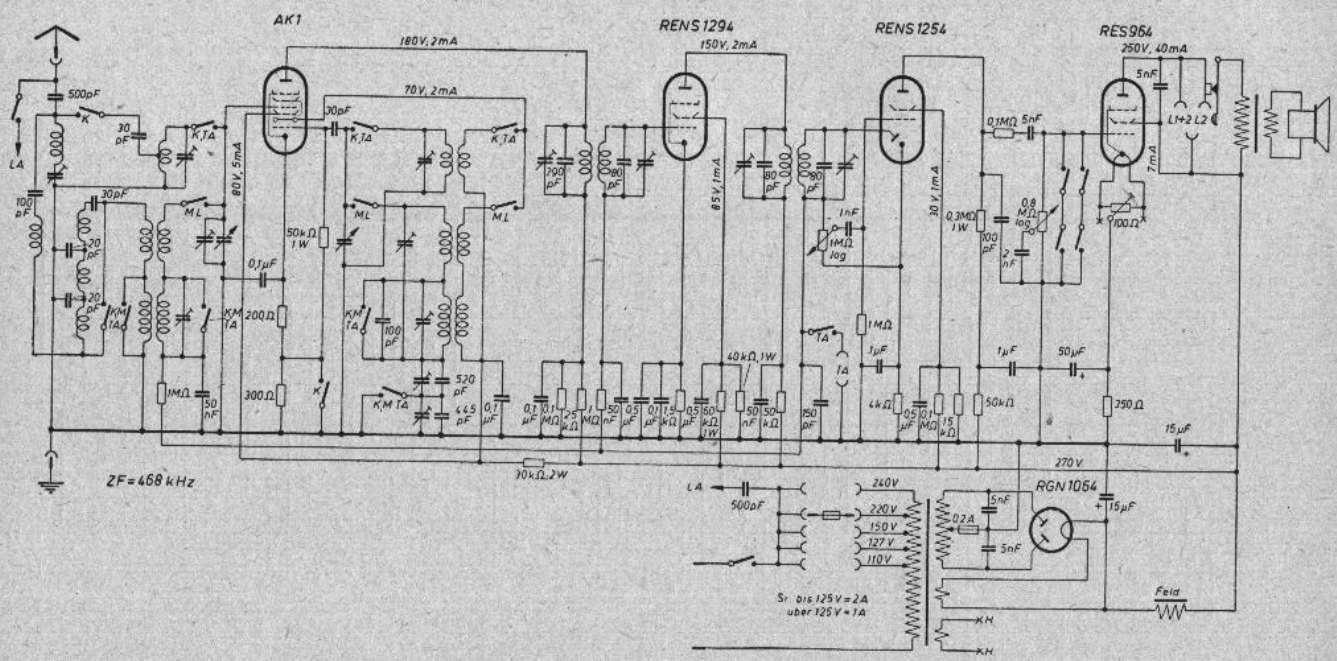 AK1
RENS1294
RENS1254
RES964
180V, 2mA
150V, 2mA
250V, 40mA
70V, 2mA
5nF
500pF
K
30
pF
K,TA
30pF
K,TA
K,TA
80V, 5mA
0,1MΩ
5nF
L1+2
L2
LA
7mA
290
pF
80
pF
80
pF
80
pF
85V, 1mA
30V, 1mA
100
pF
30pF
M,L
M,L
M,L
50kΩ
1W
1nF
1MΩ
log
0,3MΩ
1W
100
pF
0,8
MΩ
log
100Ω
20
pF
20
pF
2
nF
0,1µF
200Ω
KM
TA
KM
TA
KM
TA
KM
TA
100
pF
1MΩ
TA
TA
40kΩ, 1W
1µF
1µF
50µF
1MΩ
50
nF
300Ω
K
KM TA
520
pF
445
pF
0,1
µF
0,1
µF
0,1
MΩ
25
kΩ
1
MΩ
50
nF
0,5
µF
0,1
µF
1,5
kΩ
0,5
µF
60
kΩ
1W
50
nF
50
kΩ
150
pF
4kΩ
0,5
µF
0,1
MΩ
15
kΩ
50kΩ
350Ω
15µF
+
270V
ZF=468kHz
LA
500pF
240V
220V
150V
127V
110V
0,2A
5nF
5nF
RGN1064
15µF
+
Si bis 125V=2A
über 125V=1A
Feld
H
H